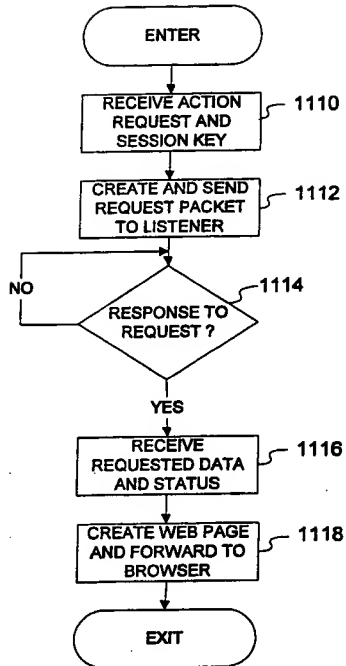 ENTER
RECEIVE ACTION
REQUEST AND
SESSION KEY
1110
CREATE AND SEND
REQUEST PACKET
TO LISTENER
1112
NO
RESPONSE TO
REQUEST ?
1114
YES
RECEIVE
REQUESTED DATA
AND STATUS
1116
CREATE WEB PAGE
AND FORWARD TO
BROWSER
1118
EXIT